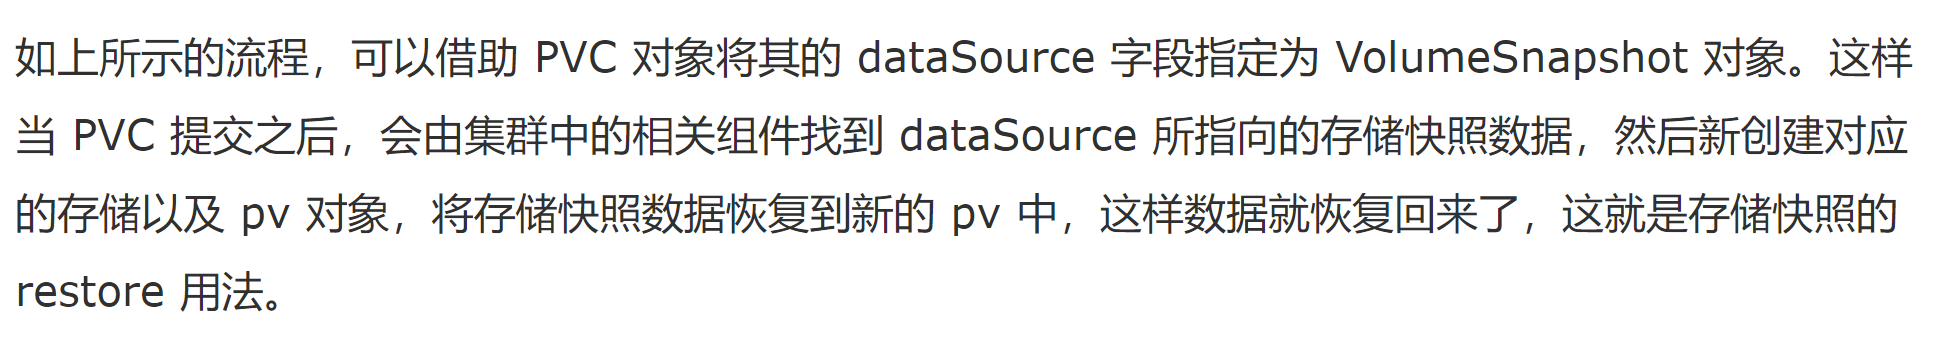 如上所示的流程，可以借助 PVC 对象将其的 dataSource 字段指定为 VolumeSnapshot 对象。这样
当 PVC 提交之后，会由集群中的相关组件找到 dataSource 所指向的存储快照数据，然后新创建对应
的存储以及 pv 对象，将存储快照数据恢复到新的 pv 中，这样数据就恢复回来了，这就是存储快照的
restore 用法。